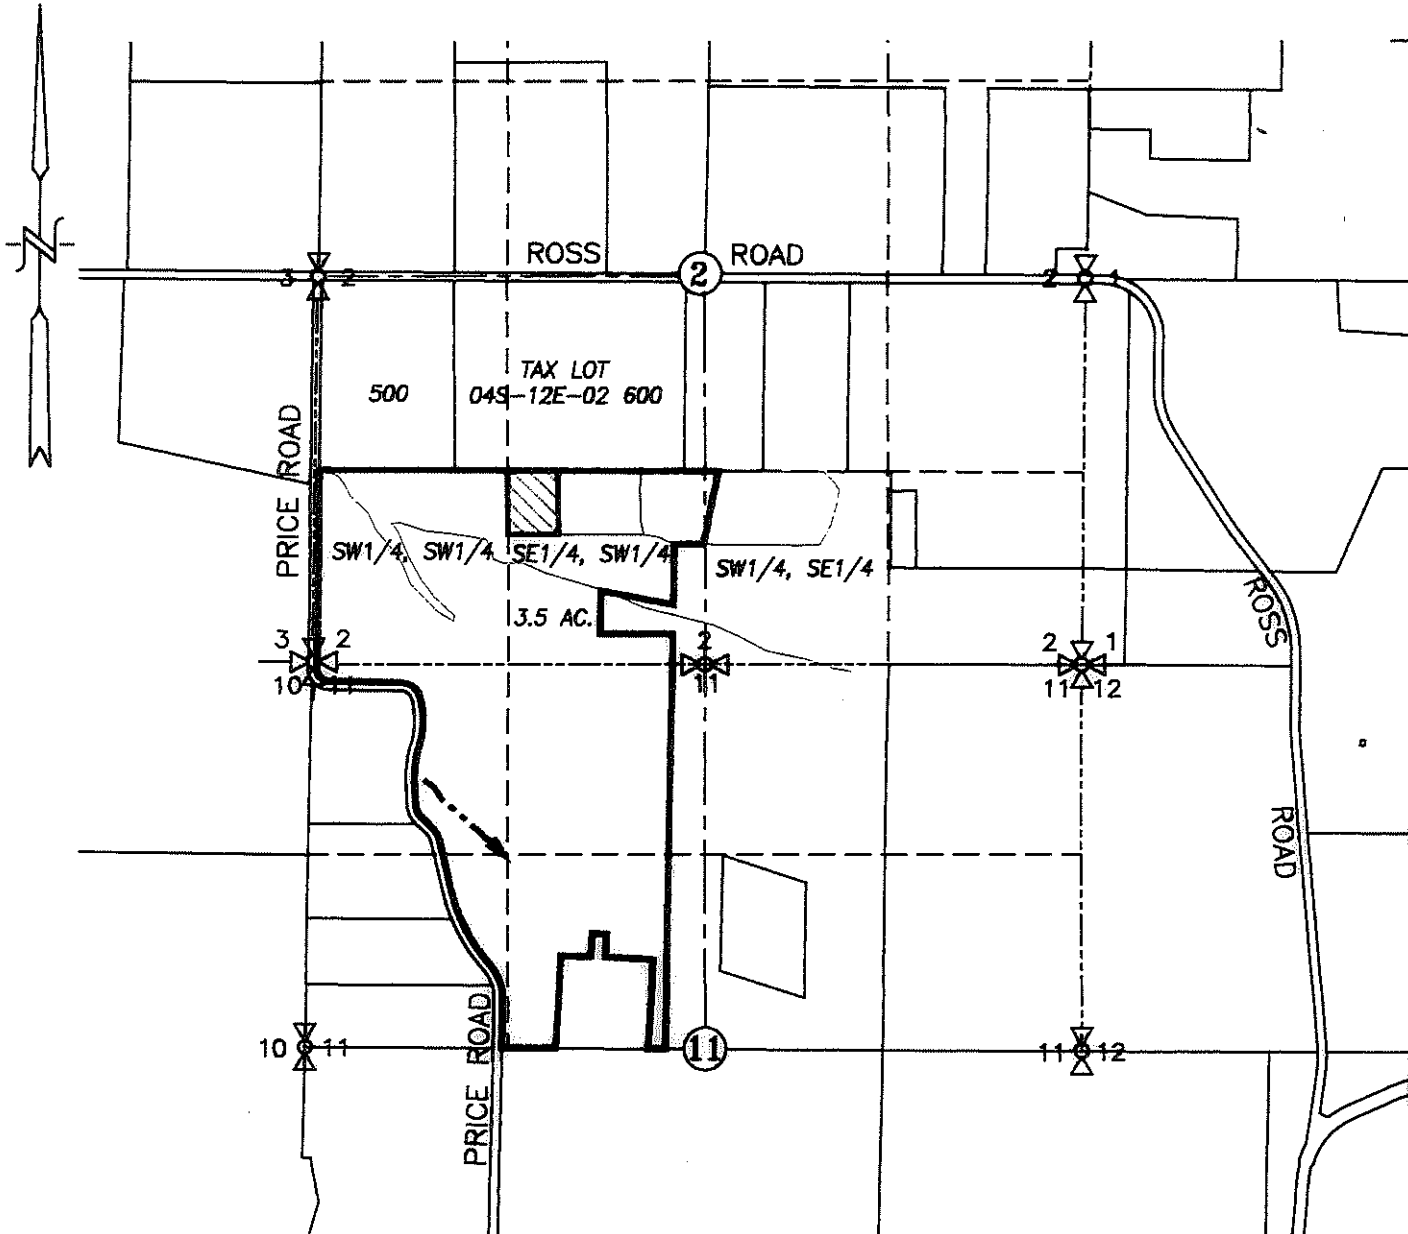 N
ROSS
2
ROAD
3 2
2 1
TAX LOT
500
04S-12E-02 600
PRICE ROAD
SW1/4, SW1/4
SE1/4, SW1/4
SW1/4, SE1/4
3.5 AC.
ROSS
3 2
2
2 1
10 11
11
11 12
ROAD
10 11
11
11 12
PRICE ROAD